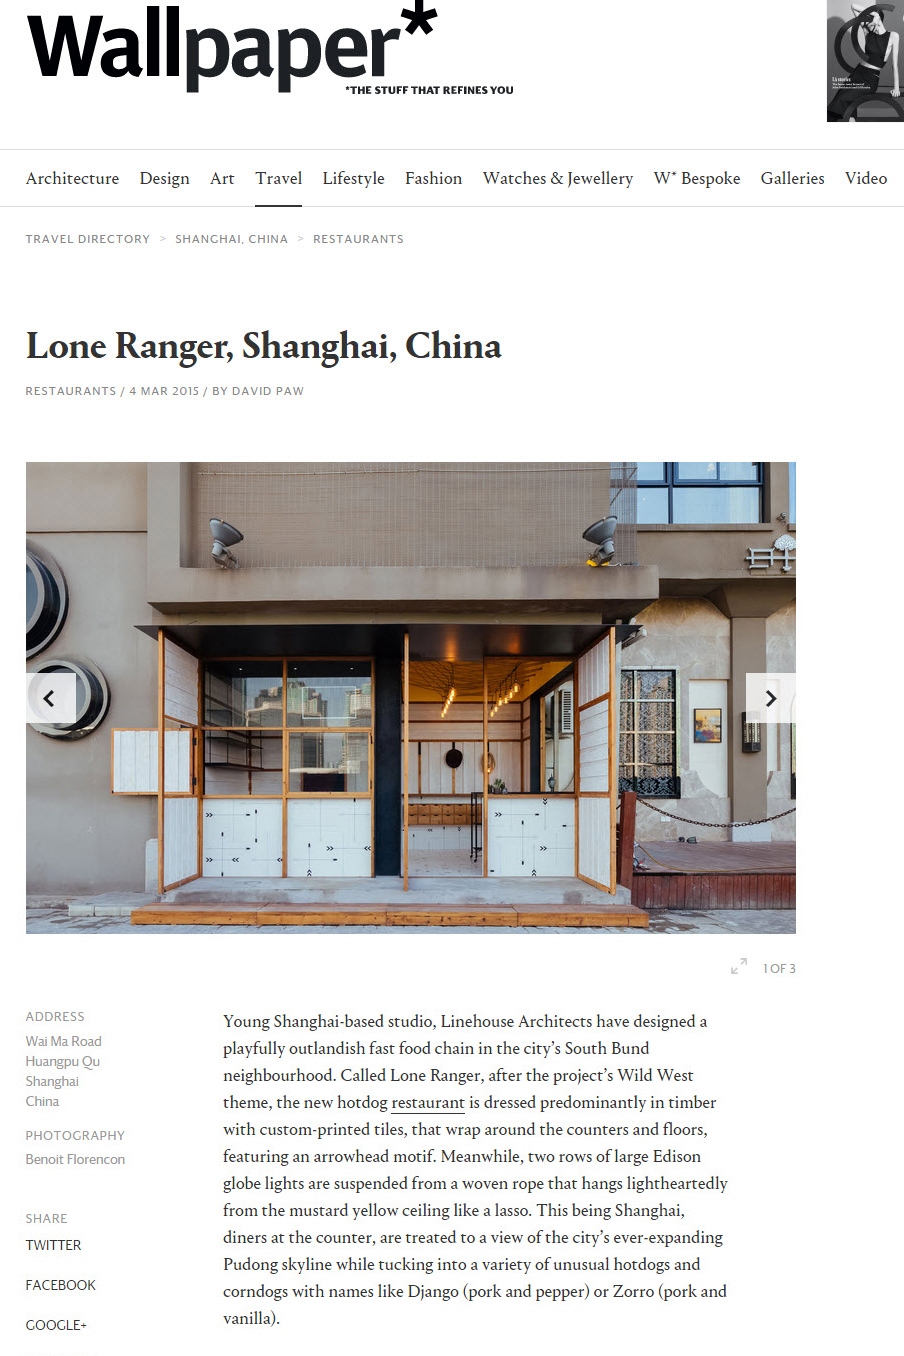 Wallpaper*
*THE STUFF THAT REFINES YOU
Architecture Design Art Travel Lifestyle Fashion Watches & Jewellery W* Bespoke Galleries Video
TRAVEL DIRECTORY > SHANGHAI, CHINA > RESTAURANTS
Lone Ranger, Shanghai, China
RESTAURANTS / 4 MAR 2015 / BY DAVID PAW
1 OF 3
ADDRESS
Wai Ma Road
Huangpu Qu
Shanghai
China
PHOTOGRAPHY
Benoit Florencon
SHARE
TWITTER
FACEBOOK
GOOGLE+
Young Shanghai-based studio, Linehouse Architects have designed a
playfully outlandish fast food chain in the city’s South Bund
neighbourhood. Called Lone Ranger, after the project’s Wild West
theme, the new hotdog restaurant is dressed predominantly in timber
with custom-printed tiles, that wrap around the counters and floors,
featuring an arrowhead motif. Meanwhile, two rows of large Edison
globe lights are suspended from a woven rope that hangs lightheartedly
from the mustard yellow ceiling like a lasso. This being Shanghai,
diners at the counter, are treated to a view of the city’s ever-expanding
Pudong skyline while tucking into a variety of unusual hotdogs and
corndogs with names like Django (pork and pepper) or Zorro (pork and
vanilla).